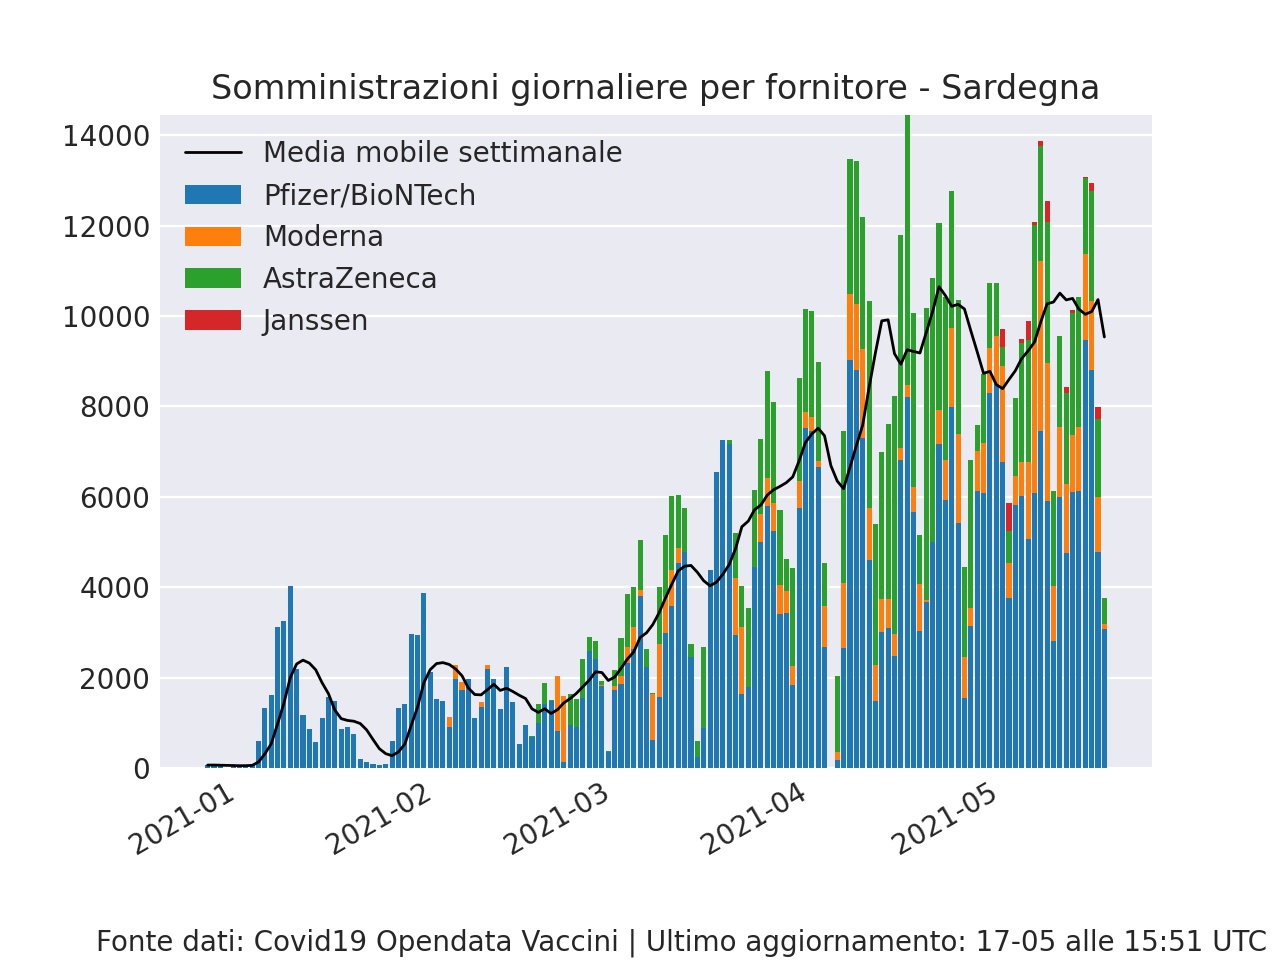 Somministrazioni giornaliere per fornitore - Sardegna
14000
12000
10000
8000
6000
4000
2000
0
Media mobile settimanale
Pfizer/BioNTech
Moderna
AstraZeneca
Janssen
2021-01
2021-02
2021-03
2021-04
2021-05
Fonte dati: Covid19 Opendata Vaccini | Ultimo aggiornamento: 17-05 alle 15:51 UTC